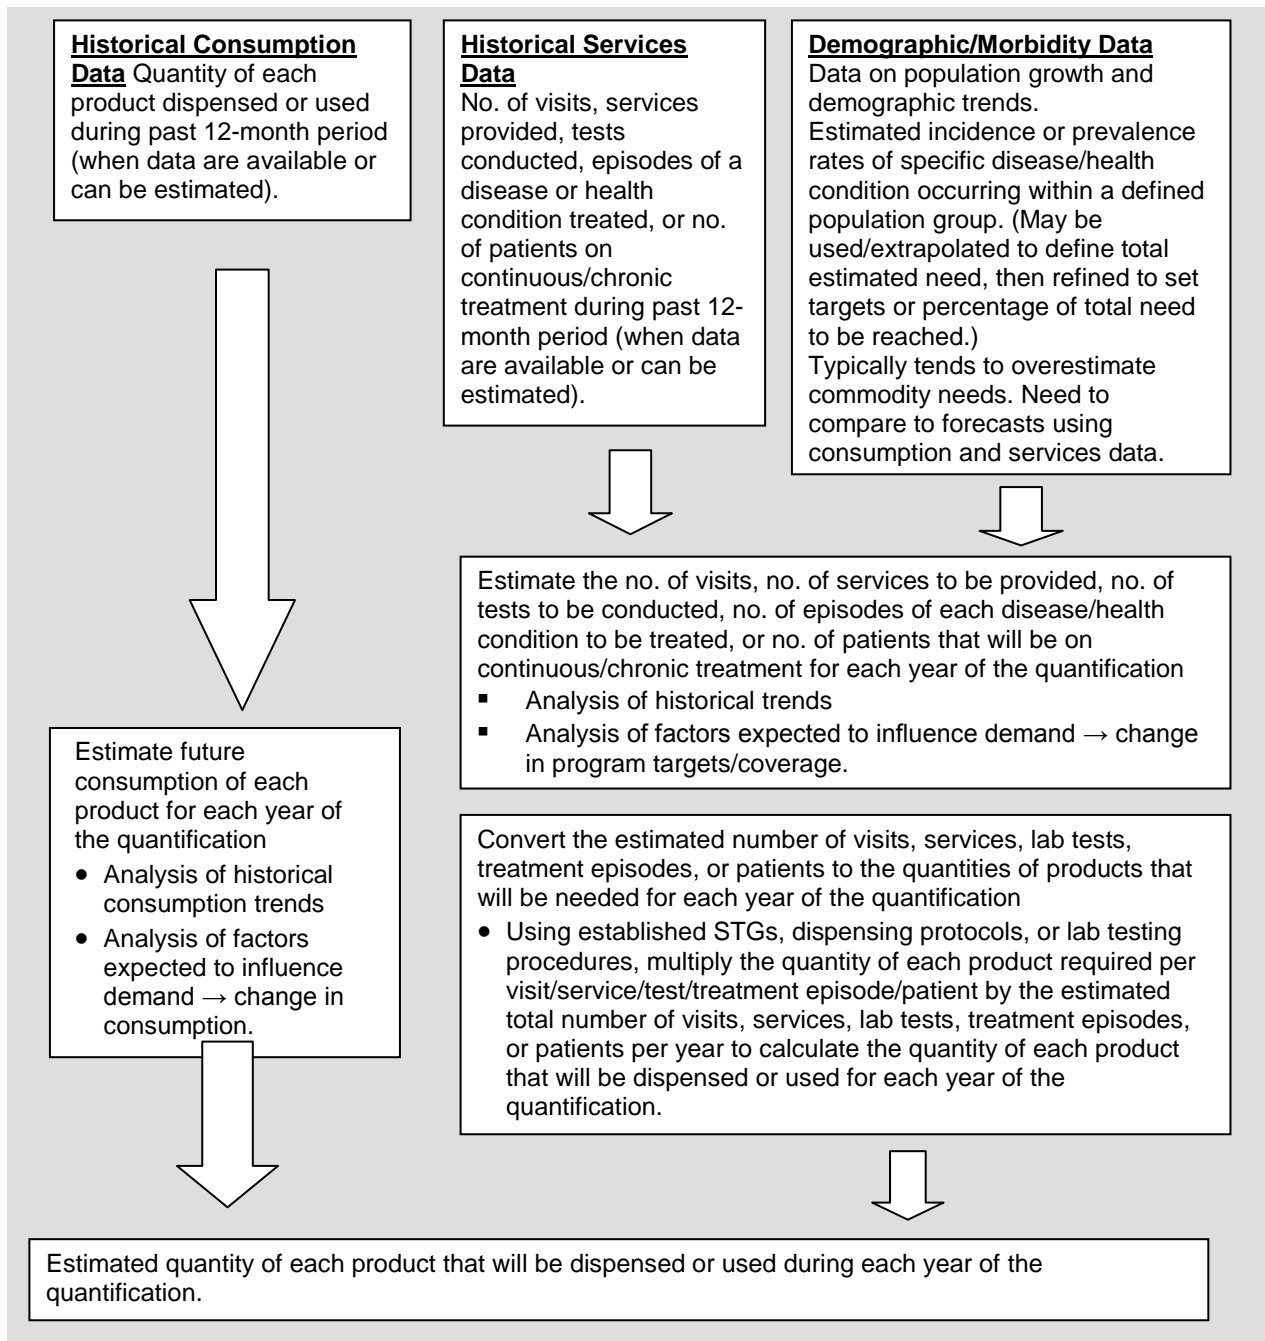 Historical Consumption
Data Quantity of each
product dispensed or used
during past 12-month period
(when data are available or
can be estimated).
Historical Services
Data
No. of visits, services
provided, tests
conducted, episodes of a
disease or health
condition treated, or no.
of patients on
continuous/chronic
treatment during past 12-
month period (when data
are available or can be
estimated).
Demographic/Morbidity Data
Data on population growth and
demographic trends.
Estimated incidence or prevalence
rates of specific disease/health
condition occurring within a defined
population group. (May be
used/extrapolated to define total
estimated need, then refined to set
targets or percentage of total need
to be reached.)
Typically tends to overestimate
commodity needs. Need to
compare to forecasts using
consumption and services data.
Estimate the no. of visits, no. of services to be provided, no. of
tests to be conducted, no. of episodes of each disease/health
condition to be treated, or no. of patients that will be on
continuous/chronic treatment for each year of the quantification
▪ Analysis of historical trends
▪ Analysis of factors expected to influence demand → change
in program targets/coverage.
Estimate future
consumption of each
product for each year of
the quantification
• Analysis of historical
consumption trends
• Analysis of factors
expected to influence
demand → change in
consumption.
Convert the estimated number of visits, services, lab tests,
treatment episodes, or patients to the quantities of products that
will be needed for each year of the quantification
• Using established STGs, dispensing protocols, or lab testing
procedures, multiply the quantity of each product required per
visit/service/test/treatment episode/patient by the estimated
total number of visits, services, lab tests, treatment episodes,
or patients per year to calculate the quantity of each product
that will be dispensed or used for each year of the
quantification.
Estimated quantity of each product that will be dispensed or used during each year of the
quantification.